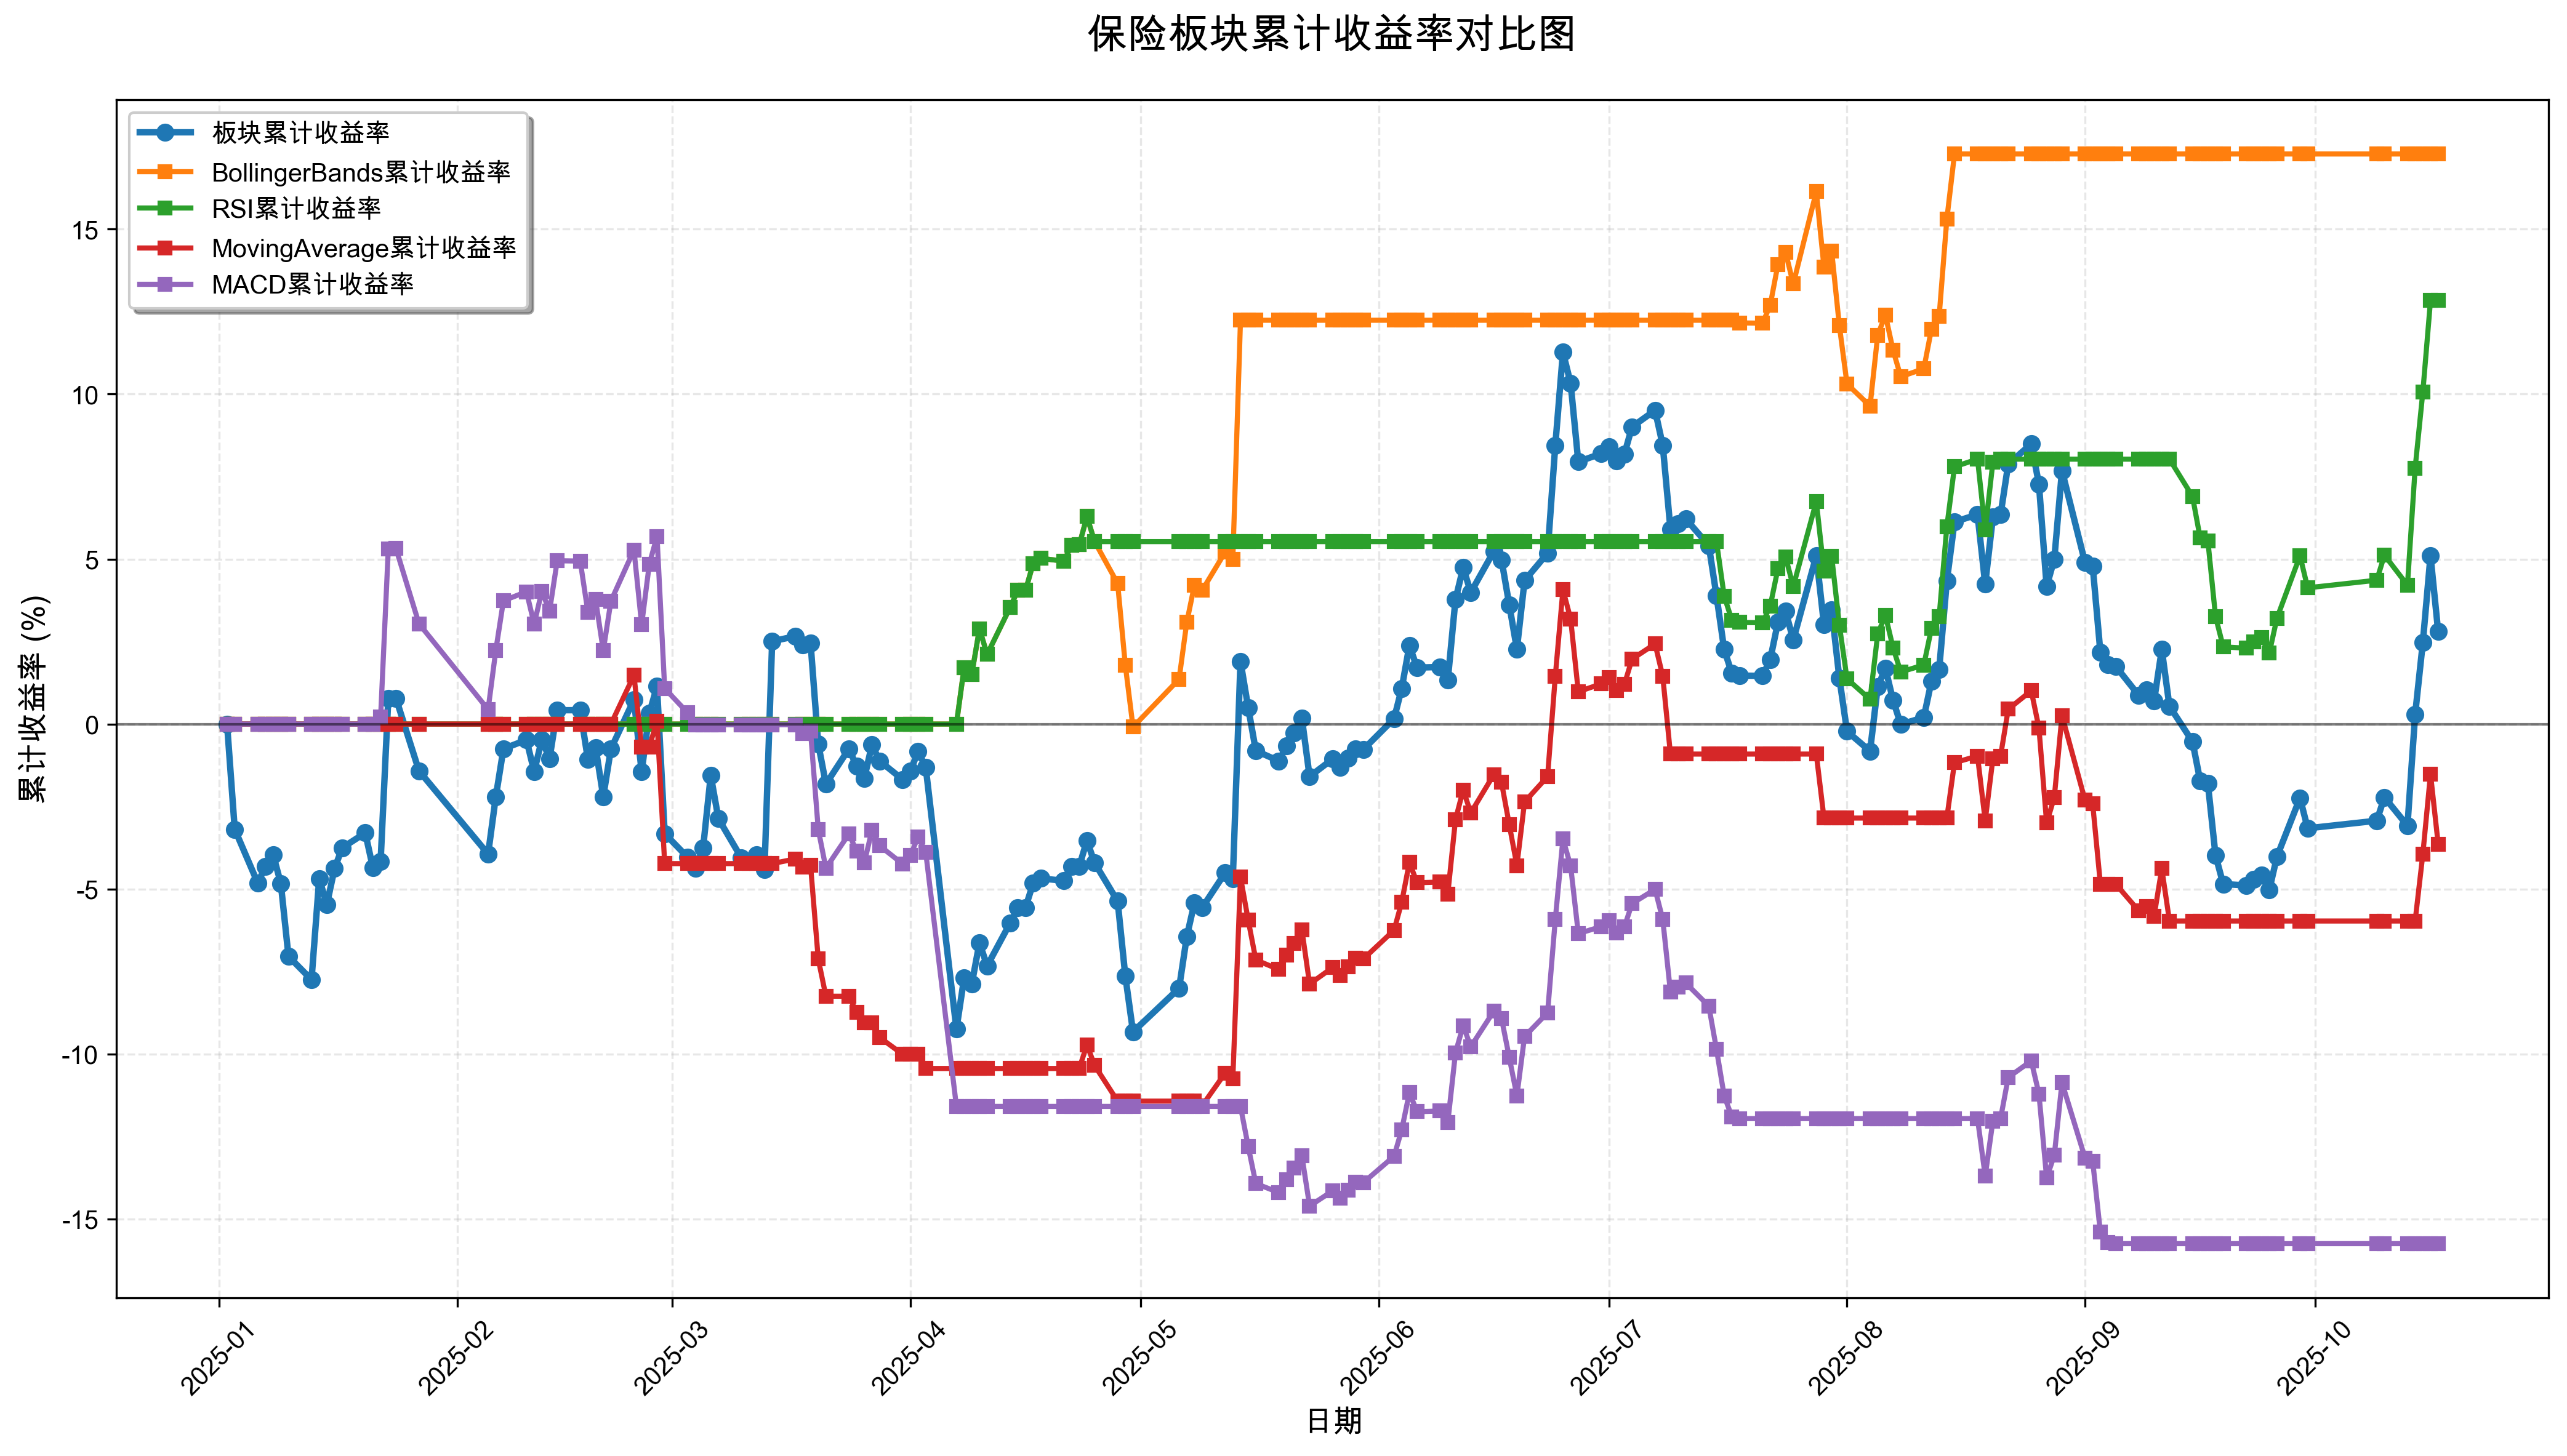 保险板块累计收益率对比图
板块累计收益率
BollingerBands累计收益率
RSI累计收益率
MovingAverage累计收益率
MACD累计收益率
累计收益率 (%)
15
10
5
0
-5
-10
-15
2025-01
2025-02
2025-03
2025-04
2025-05
2025-06
2025-07
2025-08
2025-09
2025-10
日期